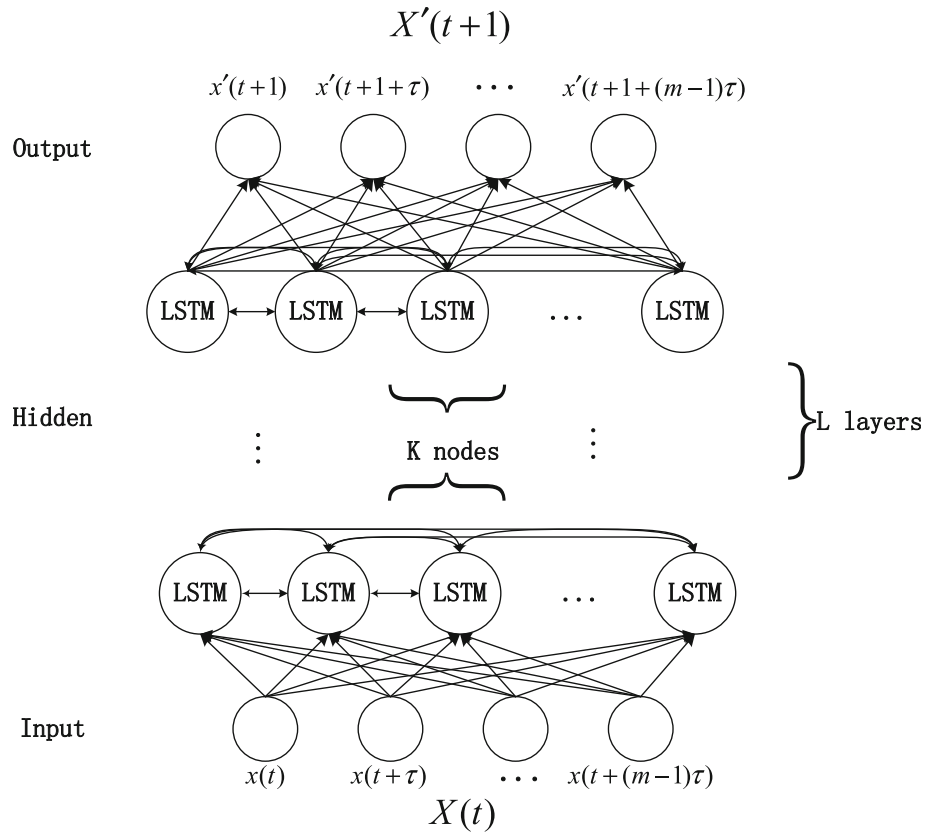 X′(t+1)
x′(t+1) x′(t+1+τ) ··· x′(t+1+(m−1)τ)
Output
LSTM LSTM LSTM ... LSTM
Hidden
K nodes
L layers
LSTM LSTM LSTM ... LSTM
Input
x(t) x(t+τ) ··· x(t+(m−1)τ)
X(t)